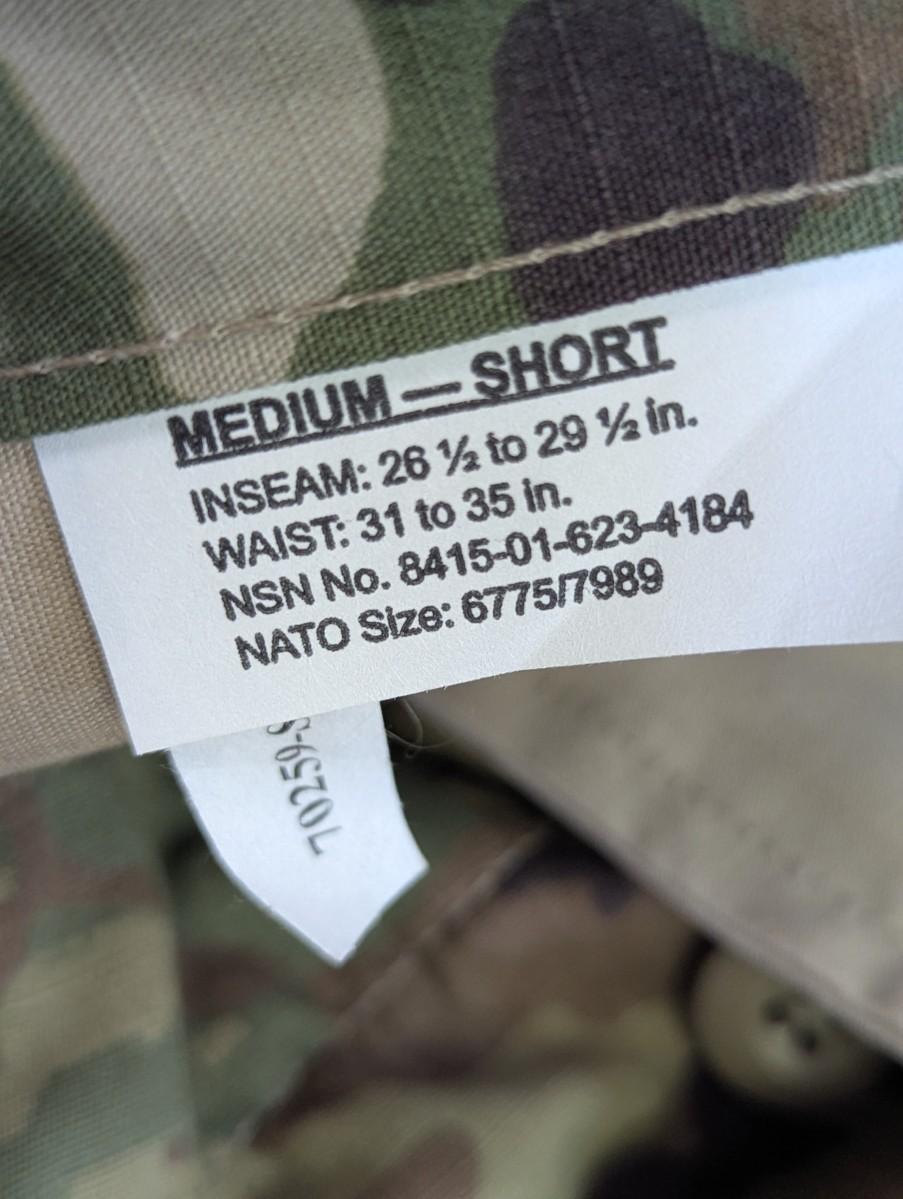 MEDIUM — SHORT
INSEAM: 26 ½ to 29 ½ in.
WAIST: 31 to 35 in.
NSN No. 8415-01-623-4184
NATO Size: 6775/7989
70259-S